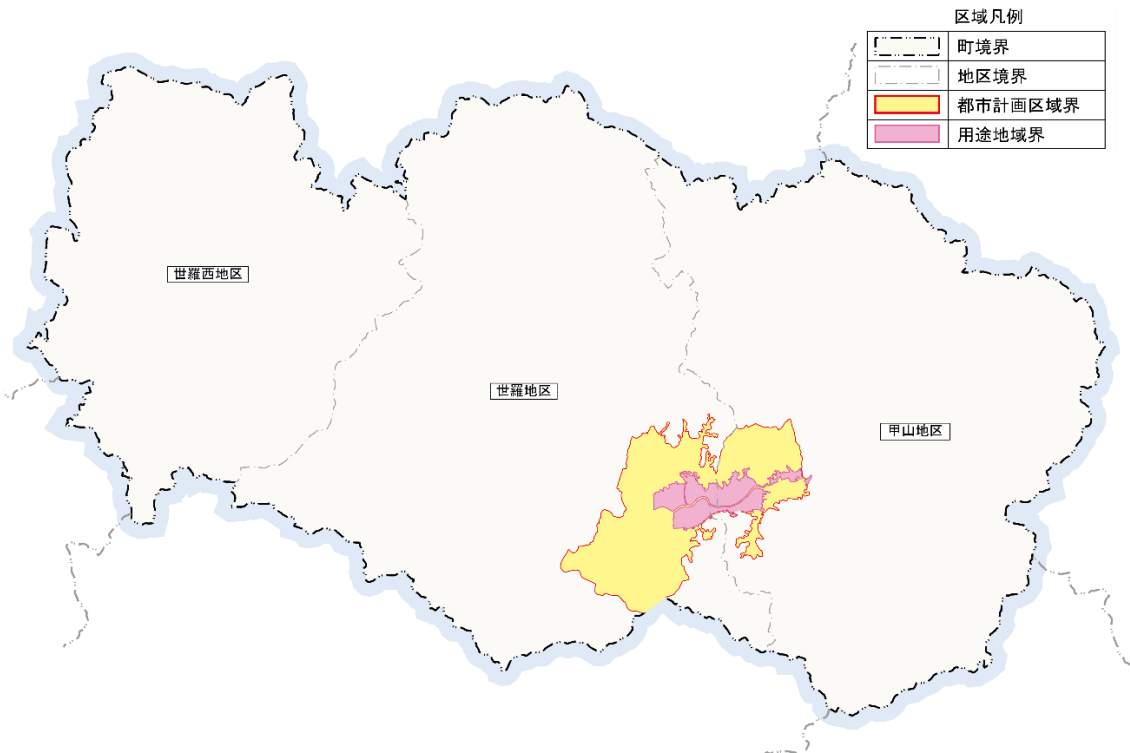 区域凡例
町境界
地区境界
都市計画区域界
用途地域界
世羅西地区
世羅地区
甲山地区